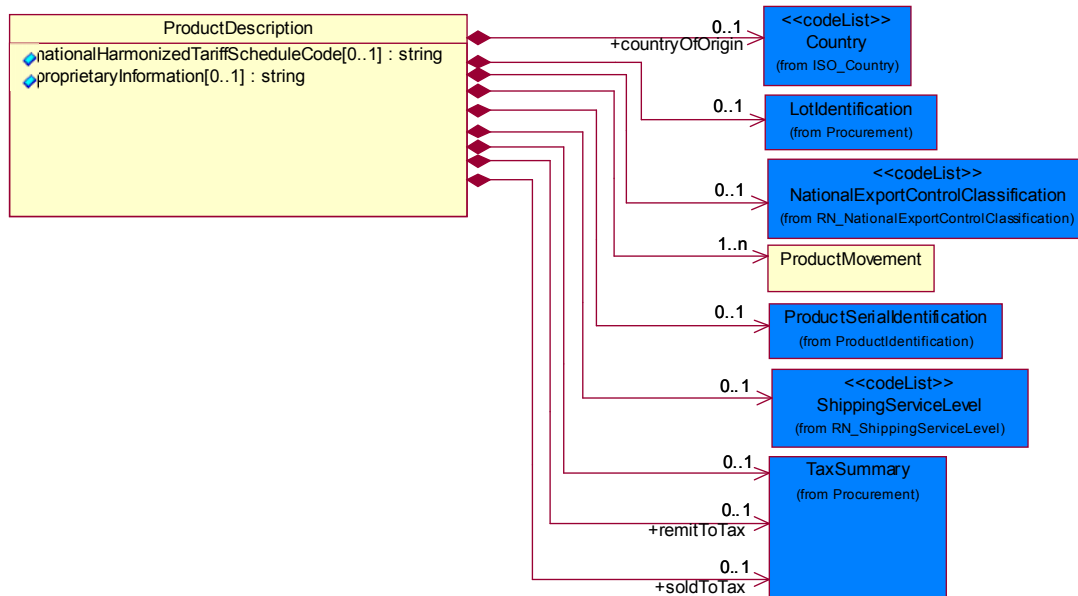 ProductDescription
nationalHarmonizedTariffScheduleCode[0..1] : string
proprietaryInformation[0..1] : string
0..1
+countryOfOrigin
<<codeList>>
Country
(from ISO_Country)
0..1
LotIdentification
(from Procurement)
0..1
<<codeList>>
NationalExportControlClassification
(from RN_NationalExportControlClassification)
1..n
ProductMovement
0..1
ProductSerialIdentification
(from ProductIdentification)
0..1
<<codeList>>
ShippingServiceLevel
(from RN_ShippingServiceLevel)
0..1
TaxSummary
(from Procurement)
0..1
+remitToTax
0..1
+soldToTax